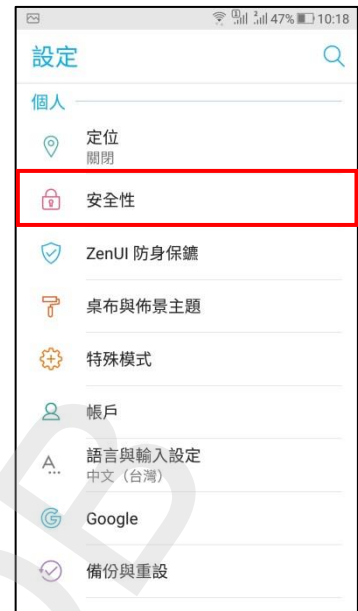 47% 10:18
設定
個人
定位
關閉
安全性
ZenUI 防身保鑣
桌布與佈景主題
特殊模式
帳戶
語言與輸入設定
中文（台灣）
Google
備份與重設